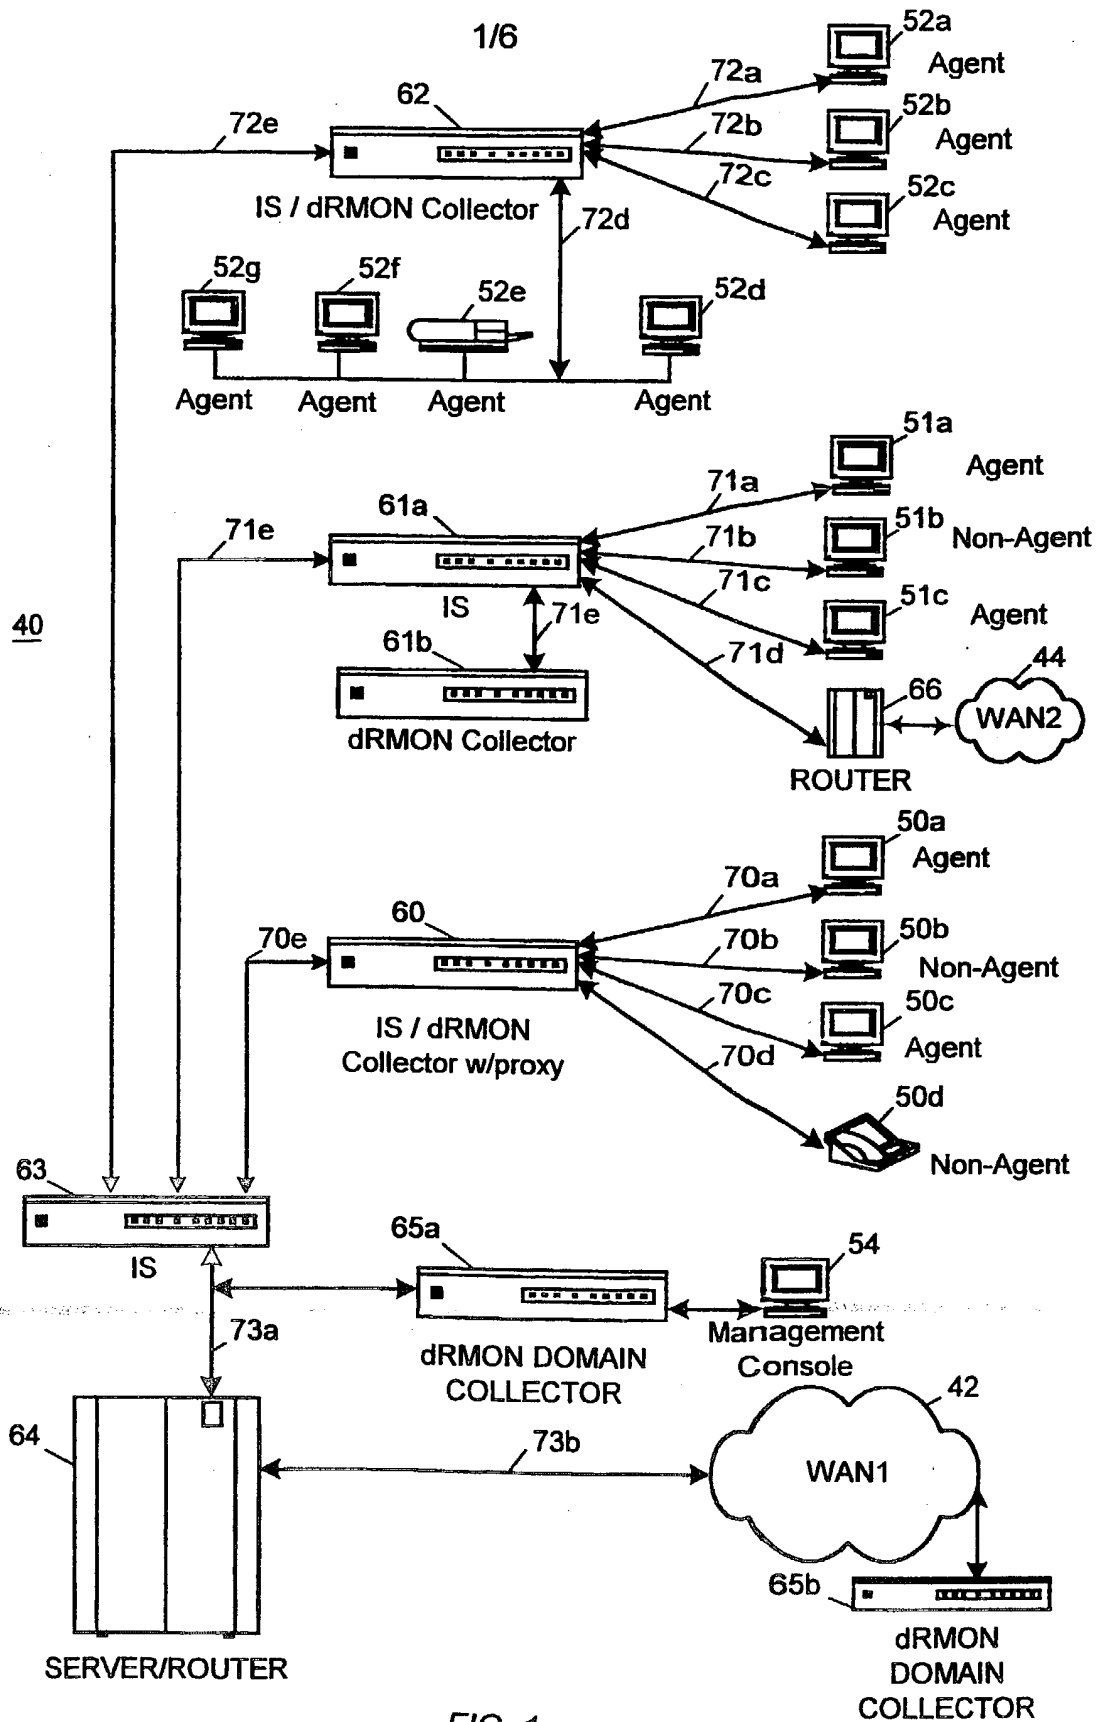 1/6
52a
Agent
72a
62
72e
52b
72b
Agent
72c
52c
Agent
IS / dRMON Collector
72d
52g
52f
52e
52d
Agent
Agent
Agent
Agent
51a
Agent
71a
61a
71e
51b
Non-Agent
71b
71c
51c
Agent
IS
71e
40
61b
71d
44
66
WAN2
dRMON Collector
ROUTER
50a
Agent
70a
60
70e
50b
70b
Non-Agent
70c
50c
IS / dRMON
Collector w/proxy
Agent
70d
50d
Non-Agent
63
IS
65a
54
73a
Management
Console
dRMON DOMAIN
COLLECTOR
42
64
73b
WAN1
65b
SERVER/ROUTER
dRMON
DOMAIN
COLLECTOR
FIG. 1